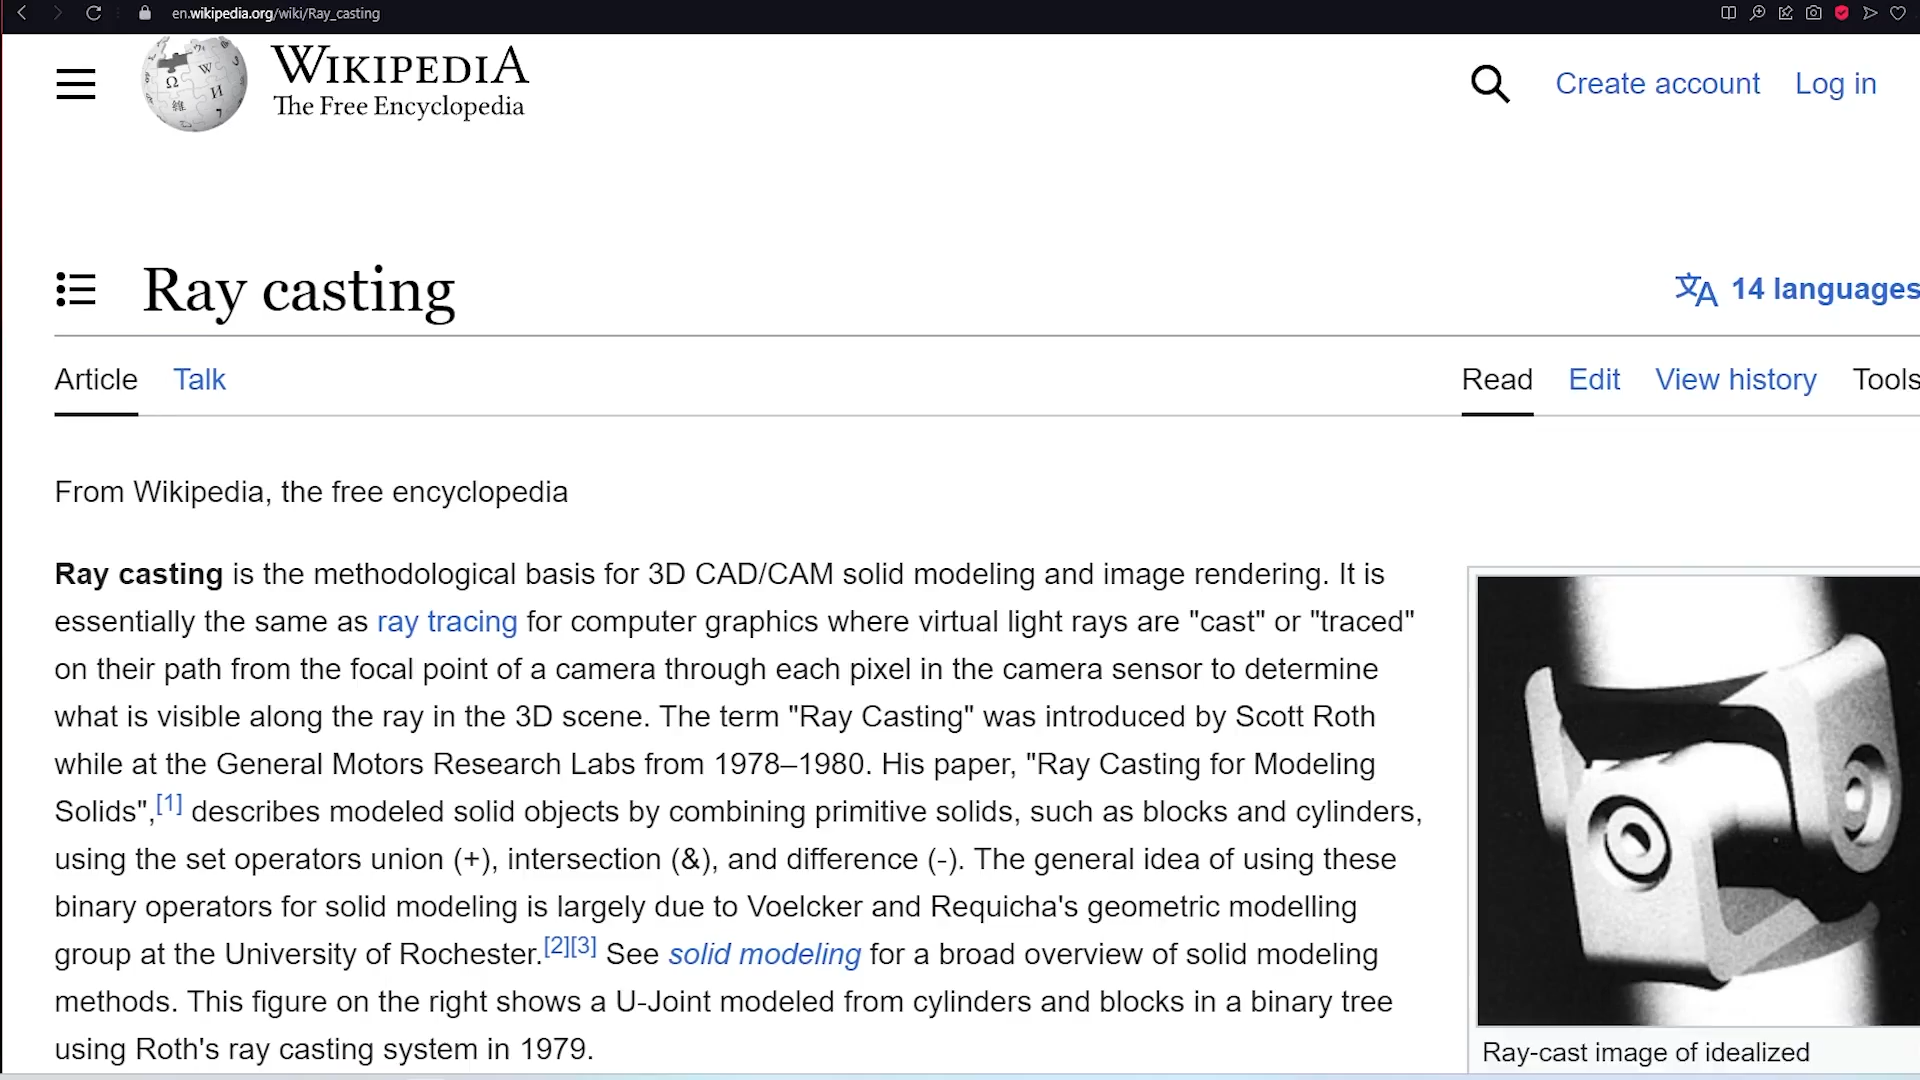 en.wikipedia.org/wiki/Ray_casting
WIKIPEDIA
The Free Encyclopedia
Create account Log in
Ray casting
14 languages
Article Talk
Read Edit View history Tools
From Wikipedia, the free encyclopedia
Ray casting is the methodological basis for 3D CAD/CAM solid modeling and image rendering. It is
essentially the same as ray tracing for computer graphics where virtual light rays are "cast" or "traced"
on their path from the focal point of a camera through each pixel in the camera sensor to determine
what is visible along the ray in the 3D scene. The term "Ray Casting" was introduced by Scott Roth
while at the General Motors Research Labs from 1978–1980. His paper, "Ray Casting for Modeling
Solids",[1] describes modeled solid objects by combining primitive solids, such as blocks and cylinders,
using the set operators union (+), intersection (&), and difference (-). The general idea of using these
binary operators for solid modeling is largely due to Voelcker and Requicha's geometric modelling
group at the University of Rochester.[2][3] See solid modeling for a broad overview of solid modeling
methods. This figure on the right shows a U-Joint modeled from cylinders and blocks in a binary tree
using Roth's ray casting system in 1979.
Ray-cast image of idealized